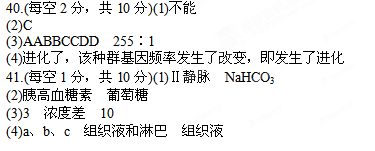 40.(每空2分，共10分)(1)不能
(2)C
(3)AABBCCDD 255∶1
(4)进化了，该种群基因频率发生了改变，即发生了进化
41.(每空1分，共10分)(1)Ⅱ静脉 NaHCO₃
(2)胰高血糖素 葡萄糖
(3)3 浓度差 10
(4)a、b、c 组织液和淋巴 组织液